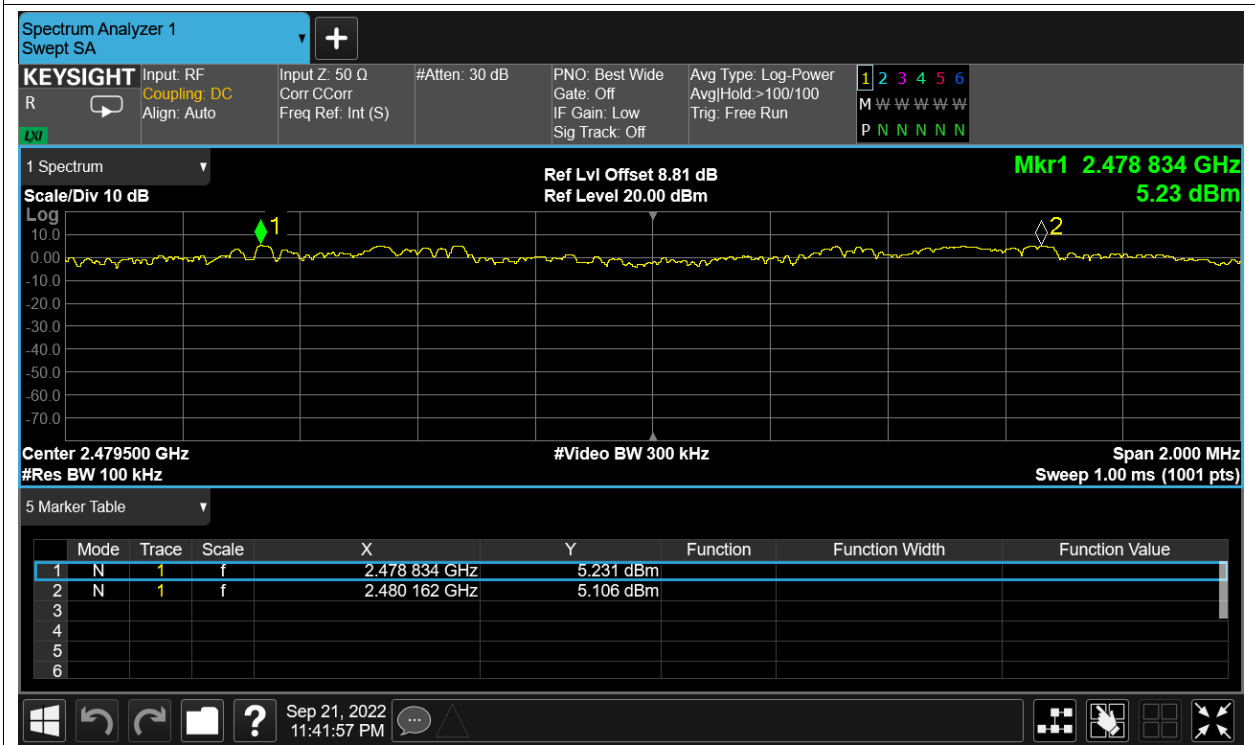 Spectrum Analyzer 1
Swept SA
+
KEYSIGHT Input: RF Input Z: 50 Ω #Atten: 30 dB PNO: Best Wide Avg Type: Log-Power 1 2 3 4 5 6
R Coupling: DC Corr CCorr Gate: Off Avg|Hold:>100/100 M W W W W W
Align: Auto Freq Ref: Int (S) IF Gain: Low Trig: Free Run
LXI Sig Track: Off P N N N N N
1 Spectrum Ref Lvl Offset 8.81 dB Mkr1 2.478 834 GHz
Scale/Div 10 dB Ref Level 20.00 dBm 5.23 dBm
Log
1 2
10.0
0.00
-10.0
-20.0
-30.0
-40.0
-50.0
-60.0
-70.0
Center 2.479500 GHz #Video BW 300 kHz Span 2.000 MHz
#Res BW 100 kHz Sweep 1.00 ms (1001 pts)
5 Marker Table
Mode Trace Scale X Y Function Function Width Function Value
1 N 1 f 2.478 834 GHz 5.231 dBm
2 N 1 f 2.480 162 GHz 5.106 dBm
3
4
5
6
? Sep 21, 2022
11:41:57 PM